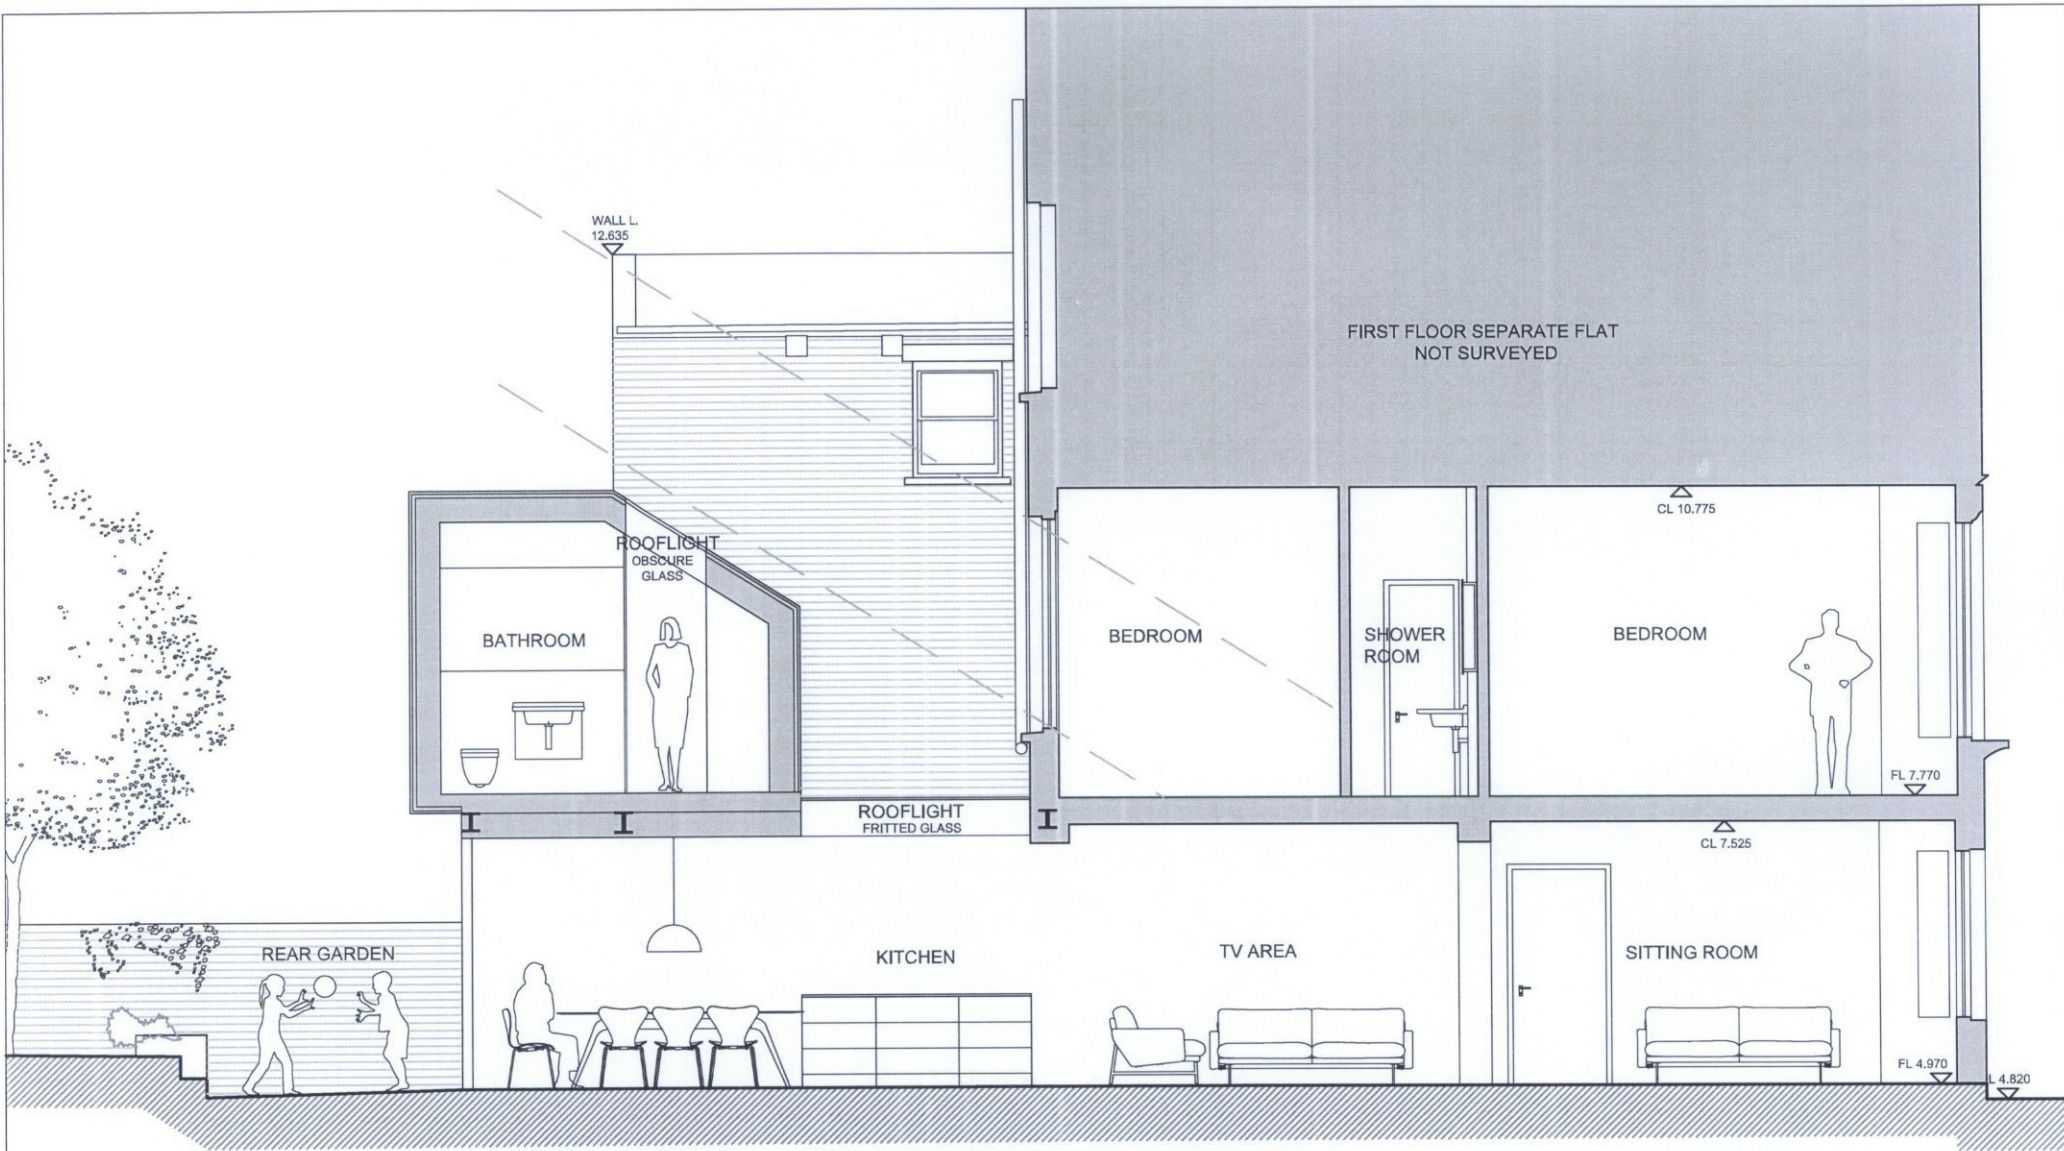 WALL L.
12.635
FIRST FLOOR SEPARATE FLAT
NOT SURVEYED
CL 10.775
ROOFLIGHT
OBSCURE
GLASS
BATHROOM
BEDROOM
SHOWER
ROOM
BEDROOM
FL 7.770
ROOFLIGHT
FRITTED GLASS
CL 7.525
REAR GARDEN
KITCHEN
TV AREA
SITTING ROOM
FL 4.970
L 4.820